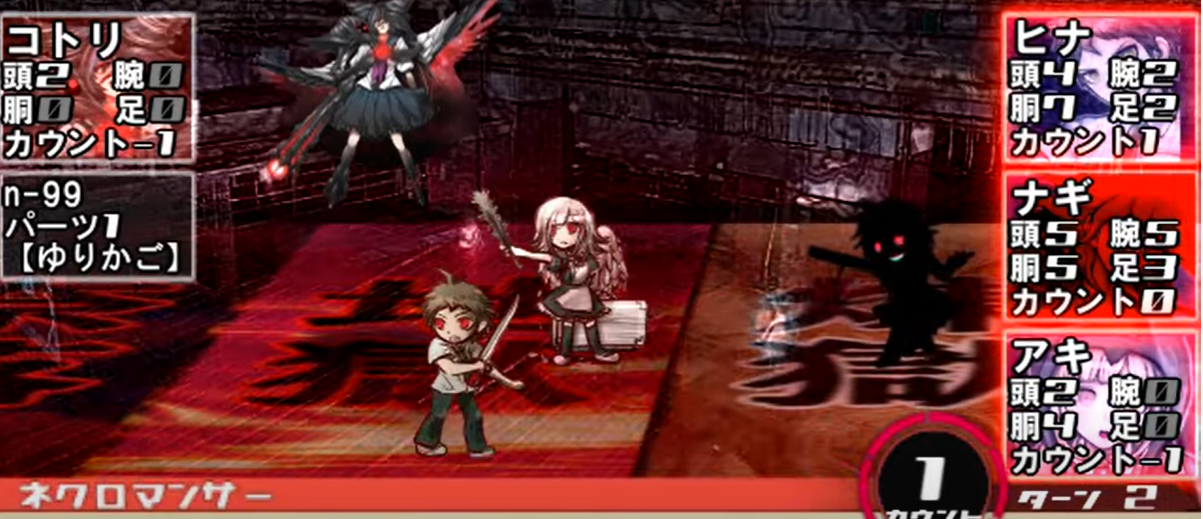 コトリ
頭2 腕0
胴0 足0
カウント-1
n-99
パーツ1
【ゆりかご】
ヒナ
頭4 腕2
胴7 足2
カウント1
ナギ
頭5 腕5
胴5 足3
カウント0
アキ
頭2 腕0
胴4 足0
カウント-1
ネクロマンサー
1
カウント
ターン 2